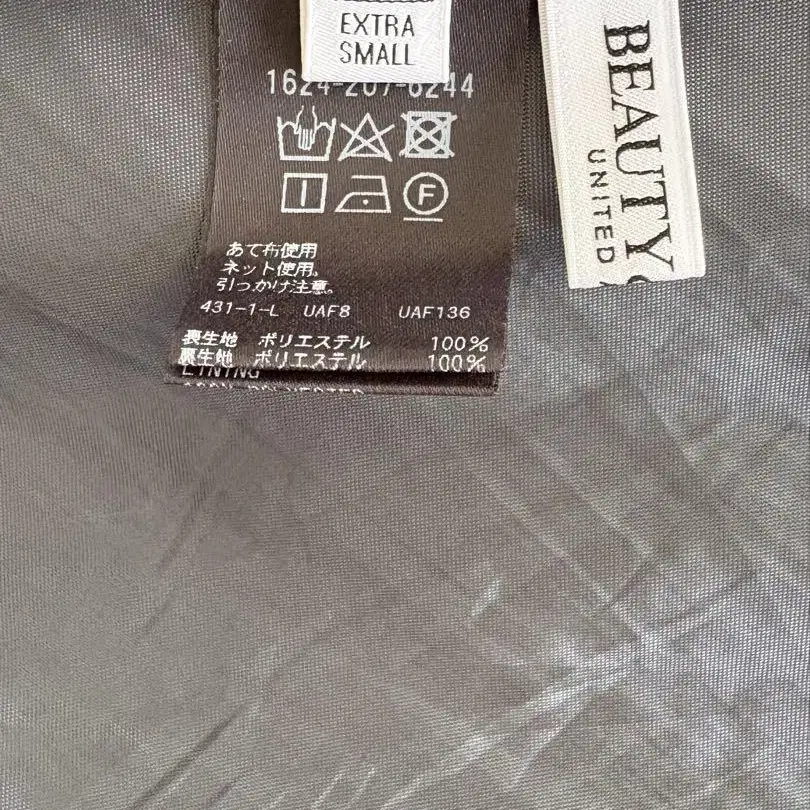 EXTRA
SMALL
1624-207-6244
F
あて布使用
ネット使用。
引っかけ注意。
431-1-L UAF8 UAF136
表生地 ポリエステル 100%
裏生地 ポリエステル 100%
LINING
BEAUTY
UNITED